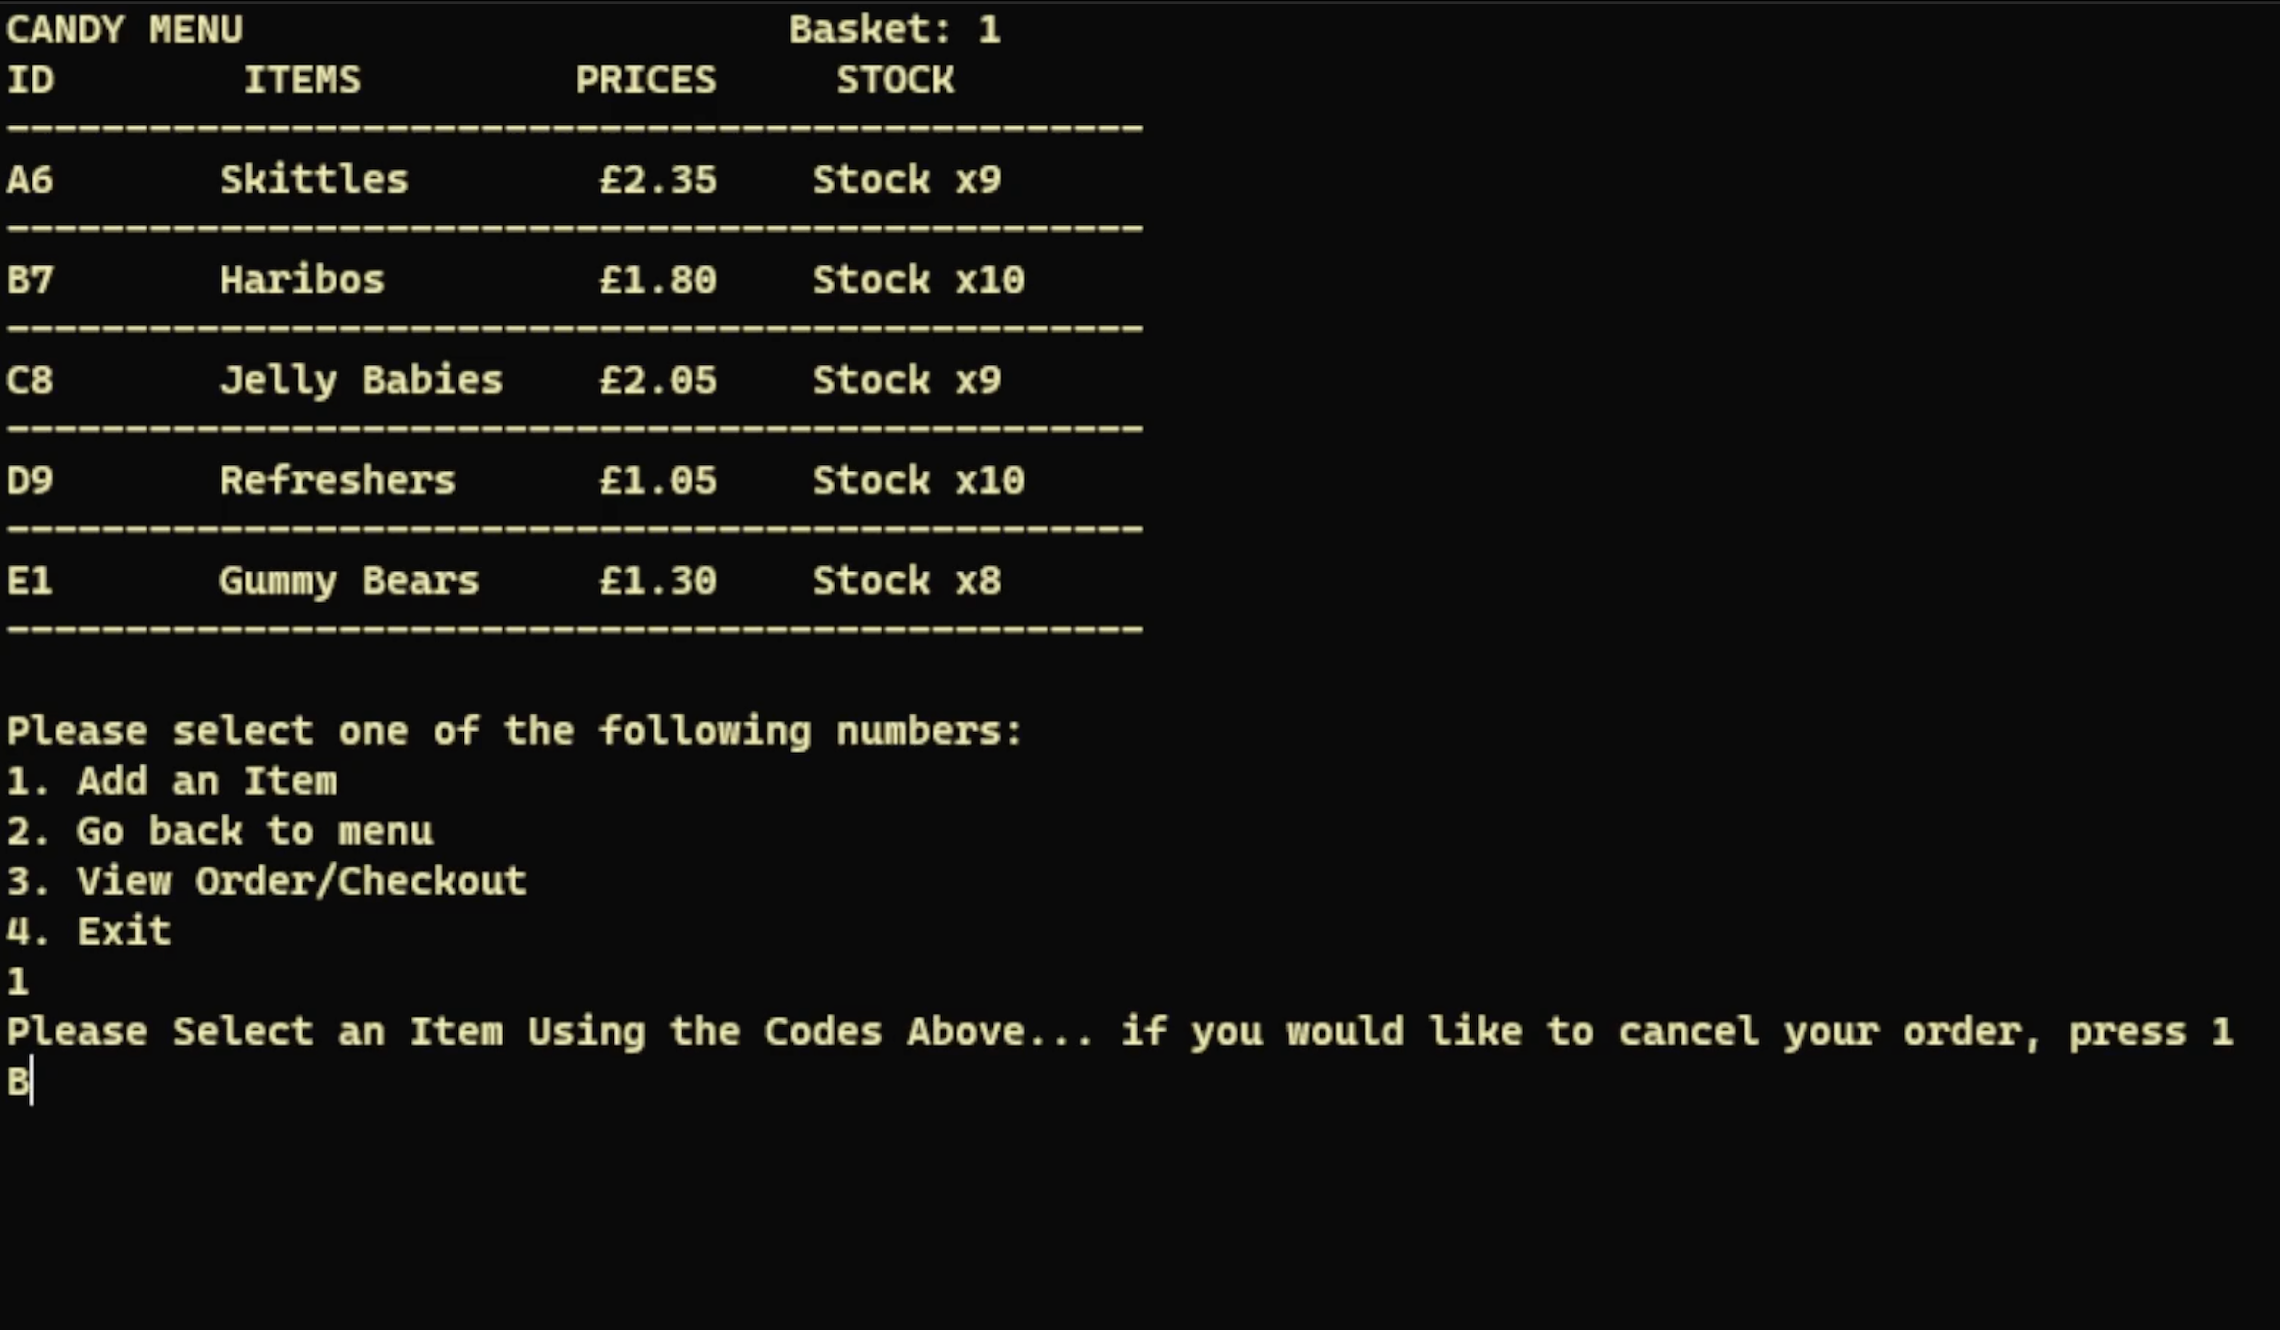 CANDY MENU Basket: 1
ID ITEMS PRICES STOCK
------------------------------------------------
A6 Skittles £2.35 Stock x9
------------------------------------------------
B7 Haribos £1.80 Stock x10
------------------------------------------------
C8 Jelly Babies £2.05 Stock x9
------------------------------------------------
D9 Refreshers £1.05 Stock x10
------------------------------------------------
E1 Gummy Bears £1.30 Stock x8
------------------------------------------------
Please select one of the following numbers:
1. Add an Item
2. Go back to menu
3. View Order/Checkout
4. Exit
1
Please Select an Item Using the Codes Above... if you would like to cancel your order, press 1
B